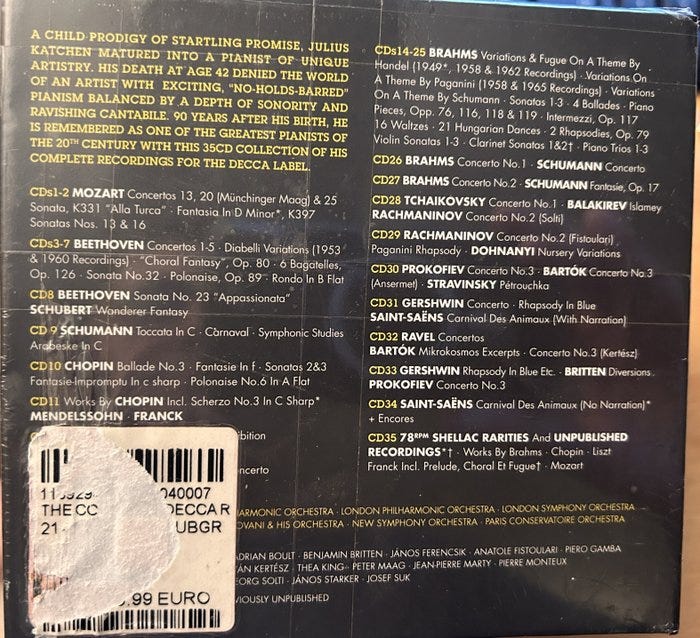 A CHILD PRODIGY OF STARTLING PROMISE, JULIUS
KATCHEN MATURED INTO A PIANIST OF UNIQUE
ARTISTRY. HIS DEATH AT AGE 42 DENIED THE WORLD
OF AN ARTIST WITH EXCITING, "NO-HOLDS-BARRED"
PIANISM BALANCED BY A DEPTH OF SONORITY AND
RAVISHING CANTABILE. 90 YEARS AFTER HIS BIRTH, HE
IS REMEMBERED AS ONE OF THE GREATEST PIANISTS OF
THE 20TH CENTURY WITH THIS 35CD COLLECTION OF HIS
COMPLETE RECORDINGS FOR THE DECCA LABEL.
CDs1-2 MOZART Concertos 13, 20 (Münchinger Maag) & 25
Sonata, K331 "Alla Turca" · Fantasia In D Minor*, K397
Sonatas Nos. 13 & 16
CDs3-7 BEETHOVEN Concertos 1-5 · Diabelli Variations (1953
& 1960 Recordings) · "Choral Fantasy", Op. 80 · 6 Bagatelles,
Op. 126 · Sonata No.32 · Polonaise, Op. 89 · Rondo In B Flat
CD8 BEETHOVEN Sonata No. 23 "Appassionata"
SCHUBERT Wanderer Fantasy
CD 9 SCHUMANN Toccata In C · Carnaval · Symphonic Studies
Arabeske In C
CD10 CHOPIN Ballade No.3 · Fantasie In f · Sonatas 2&3
Fantasie-Impromptu In c sharp · Polonaise No.6 In A Flat
CD11 Works By CHOPIN Incl. Scherzo No.3 In C Sharp*
MENDELSSOHN · FRANCK
CDs14-25 BRAHMS Variations & Fugue On A Theme By
Handel (1949*, 1958 & 1962 Recordings) · Variations On
A Theme By Paganini (1958 & 1965 Recordings) · Variations
On A Theme By Schumann · Sonatas 1-3 · 4 Ballades · Piano
Pieces, Opp. 76, 116, 118 & 119 · Intermezzi, Op. 117
16 Waltzes · 21 Hungarian Dances · 2 Rhapsodies, Op. 79
Violin Sonatas 1-3 · Clarinet Sonatas 1&2† · Piano Trios 1-3
CD26 BRAHMS Concerto No.1 · SCHUMANN Concerto
CD27 BRAHMS Concerto No.2 · SCHUMANN Fantasie, Op. 17
CD28 TCHAIKOVSKY Concerto No.1 · BALAKIREV Islamey
RACHMANINOV Concerto No.2 (Solti)
CD29 RACHMANINOV Concerto No.2 (Fistoulari)
Paganini Rhapsody · DOHNANYI Nursery Variations
CD30 PROKOFIEV Concerto No.3 · BARTÓK Concerto No.3
(Ansermet) · STRAVINSKY Pétrouchka
CD31 GERSHWIN Concerto · Rhapsody In Blue
SAINT-SAËNS Carnival Des Animaux (With Narration)
CD32 RAVEL Concertos
BARTÓK Mikrokosmos Excerpts · Concerto No.3 (Kertész)
CD33 GERSHWIN Rhapsody In Blue Etc. · BRITTEN Diversions
PROKOFIEV Concerto No.3
CD34 SAINT-SAËNS Carnival Des Animaux (No Narration)*
+ Encores
CD35 78RPM SHELLAC RARITIES And UNPUBLISHED
RECORDINGS*† · Works By Brahms · Chopin · Liszt
Franck Incl. Prelude, Choral Et Fugue† · Mozart
LONDON PHILHARMONIC ORCHESTRA · LONDON SYMPHONY ORCHESTRA
& HIS ORCHESTRA · NEW SYMPHONY ORCHESTRA · PARIS CONSERVATOIRE ORCHESTRA
ADRIAN BOULT · BENJAMIN BRITTEN · JÁNOS FERENCSIK · ANATOLE FISTOULARI · PIERO GAMBA
KERTÉSZ · THEA KING · PETER MAAG · JEAN-PIERRE MARTY · PIERRE MONTEUX
SOLTI · JÁNOS STARKER · JOSEF SUK
UNPUBLISHED
040007
THE DECCA R
21
UBGR
.99 EURO